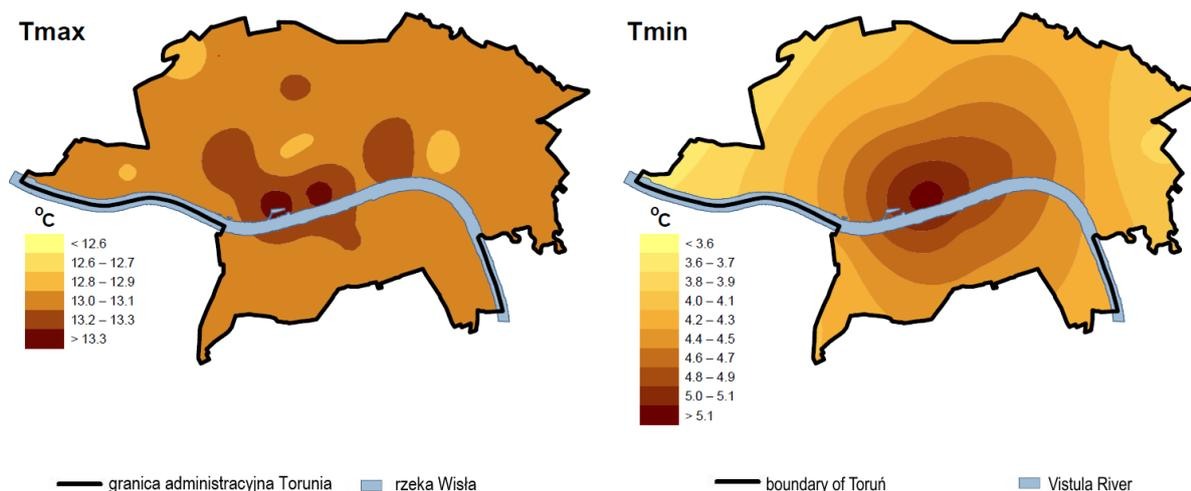 Tmax
°C
< 12.6
12.6 – 12.7
12.8 – 12.9
13.0 – 13.1
13.2 – 13.3
> 13.3
Tmin
°C
< 3.6
3.6 – 3.7
3.8 – 3.9
4.0 – 4.1
4.2 – 4.3
4.4 – 4.5
4.6 – 4.7
4.8 – 4.9
5.0 – 5.1
> 5.1
granica administracyjna Torunia
rzeka Wisła
boundary of Toruń
Vistula River